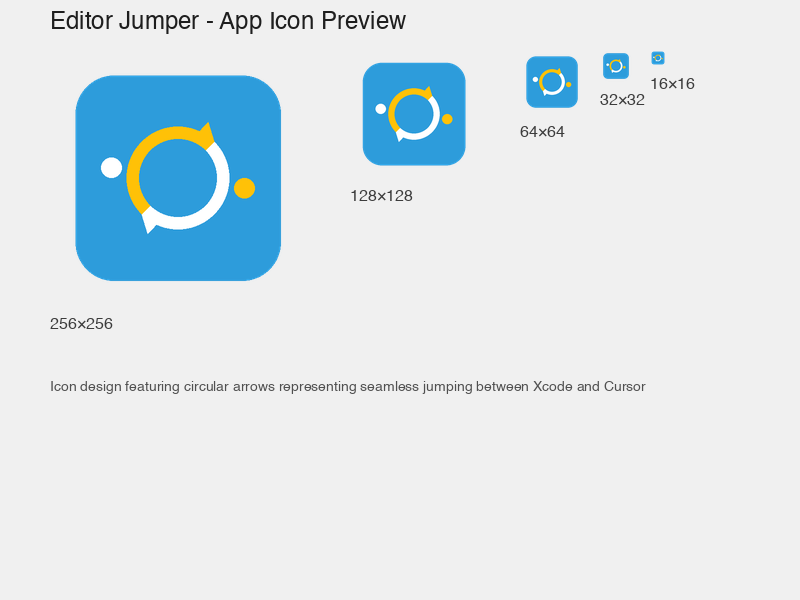 Editor Jumper - App Icon Preview
16×16
32×32
64×64
128×128
256×256
Icon design featuring circular arrows representing seamless jumping between Xcode and Cursor